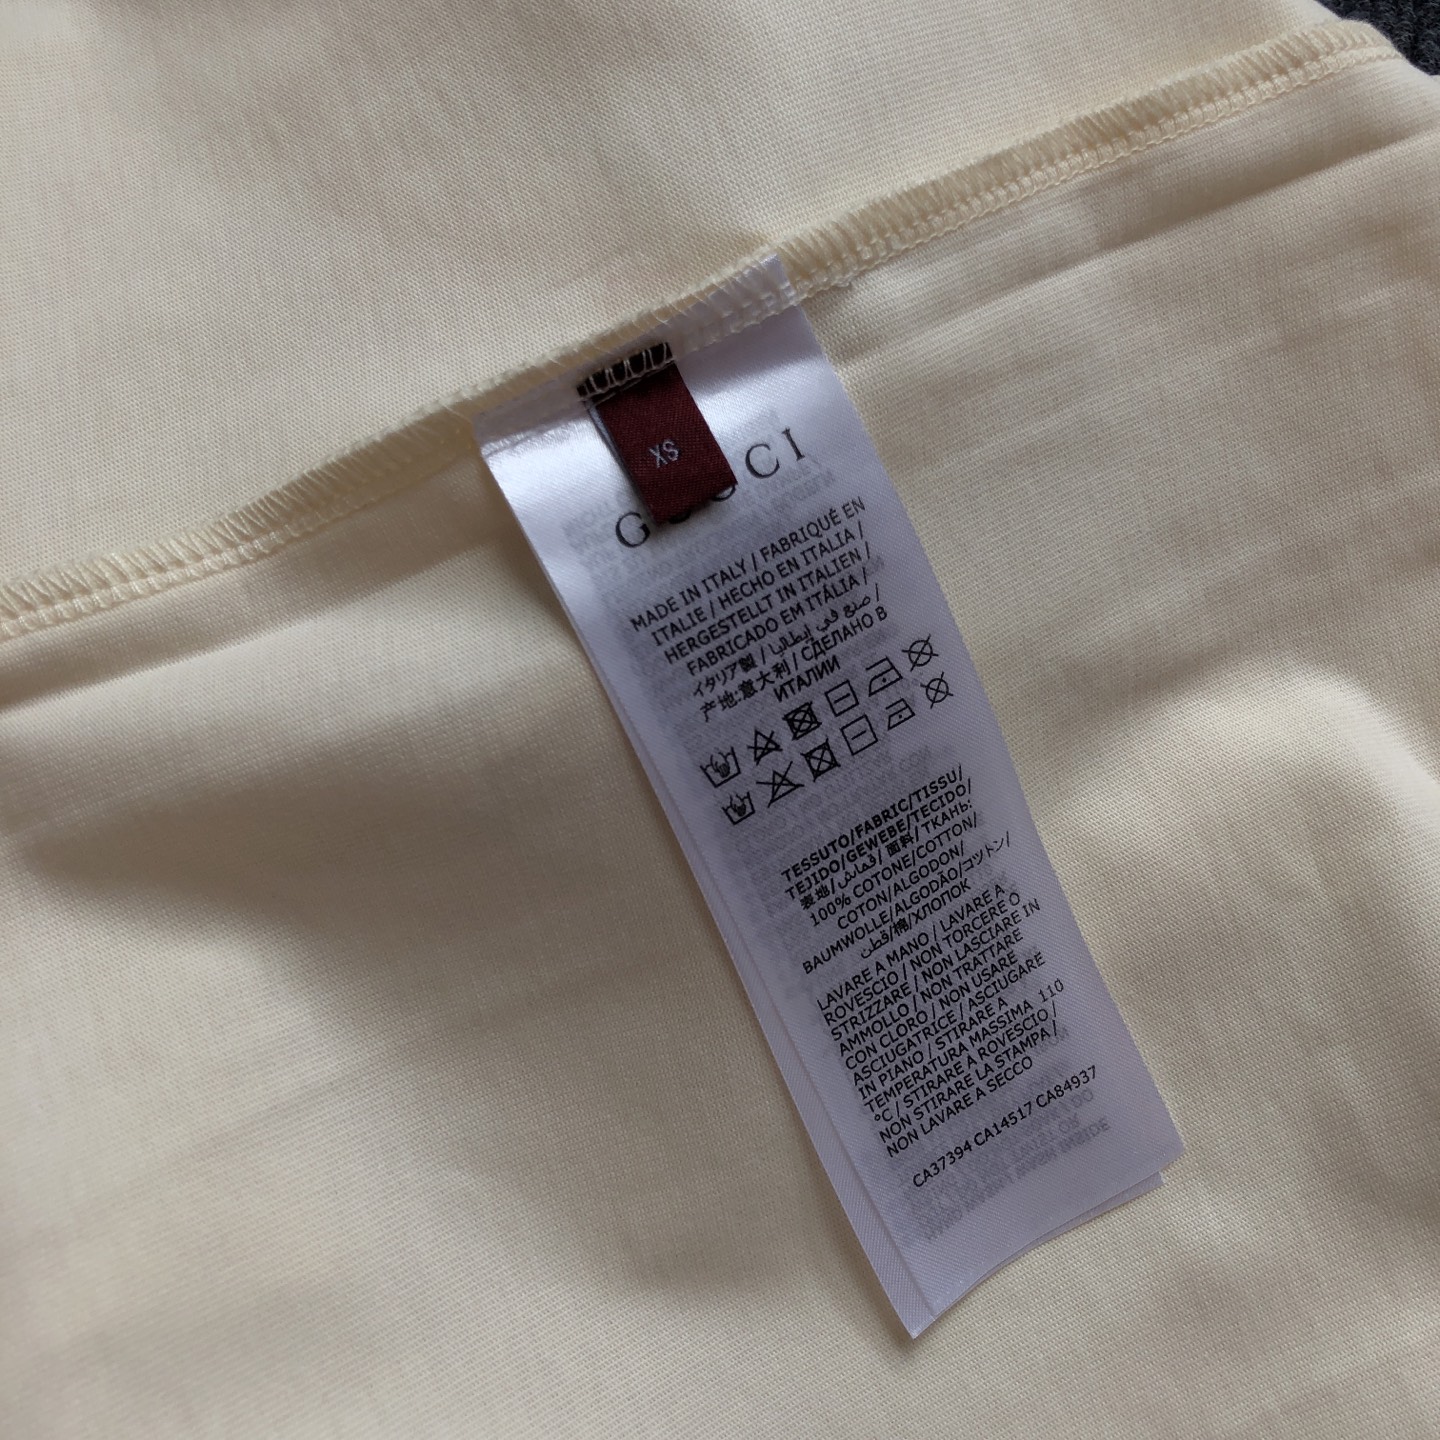 XS
GUCCI
MADE IN ITALY / FABRIQUÉ EN
ITALIE / HECHO EN ITALIA /
HERGESTELLT IN ITALIEN /
FABRICADO EM ITÁLIA /
イタリア製 / صنع في إيطاليا /
产地:意大利 / СДЕЛАНО В
ИТАЛИИ
TESSUTO/FABRIC/TISSU/
TEJIDO/GEWEBE/TECIDO/
表地/قماش/ 面料/ ТКАНЬ:
100% COTONE/COTTON/
COTON/ALGODON/
BAUMWOLLE/ALGODÃO/コットン/
قطن/棉/ХЛОПОК
LAVARE A MANO / LAVARE A
ROVESCIO / NON TORCERE O
STRIZZARE / NON LASCIARE IN
AMMOLLO / NON TRATTARE
CON CLORO / NON USARE
ASCIUGATRICE / ASCIUGARE
IN PIANO / STIRARE A
TEMPERATURA MASSIMA 110
°C / STIRARE A ROVESCIO /
NON STIRARE LA STAMPA /
NON LAVARE A SECCO
CA37394 CA14517 CA84937